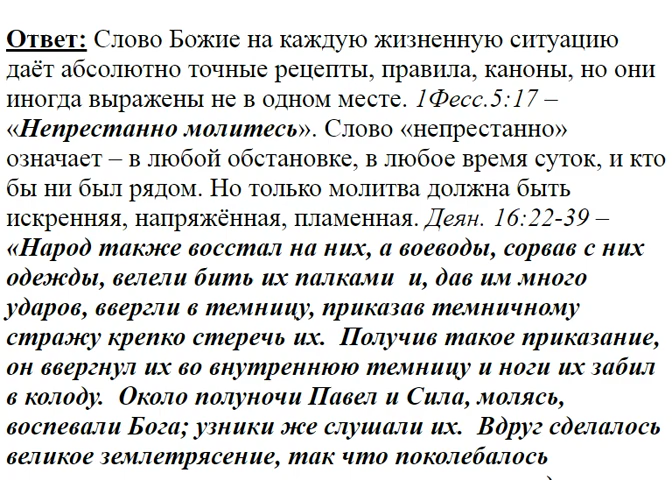 Ответ: Слово Божие на каждую жизненную ситуацию
даёт абсолютно точные рецепты, правила, каноны, но они
иногда выражены не в одном месте. 1Фесс.5:17 –
«Непрестанно молитесь». Слово «непрестанно»
означает – в любой обстановке, в любое время суток, и кто
бы ни был рядом. Но только молитва должна быть
искренняя, напряжённая, пламенная. Деян. 16:22-39 –
«Народ также восстал на них, а воеводы, сорвав с них
одежды, велели бить их палками  и, дав им много
ударов, ввергли в темницу, приказав темничному
стражу крепко стеречь их.  Получив такое приказание,
он ввергнул их во внутреннюю темницу и ноги их забил
в колоду.  Около полуночи Павел и Сила, молясь,
воспевали Бога; узники же слушали их.  Вдруг сделалось
великое землетрясение, так что поколебалось